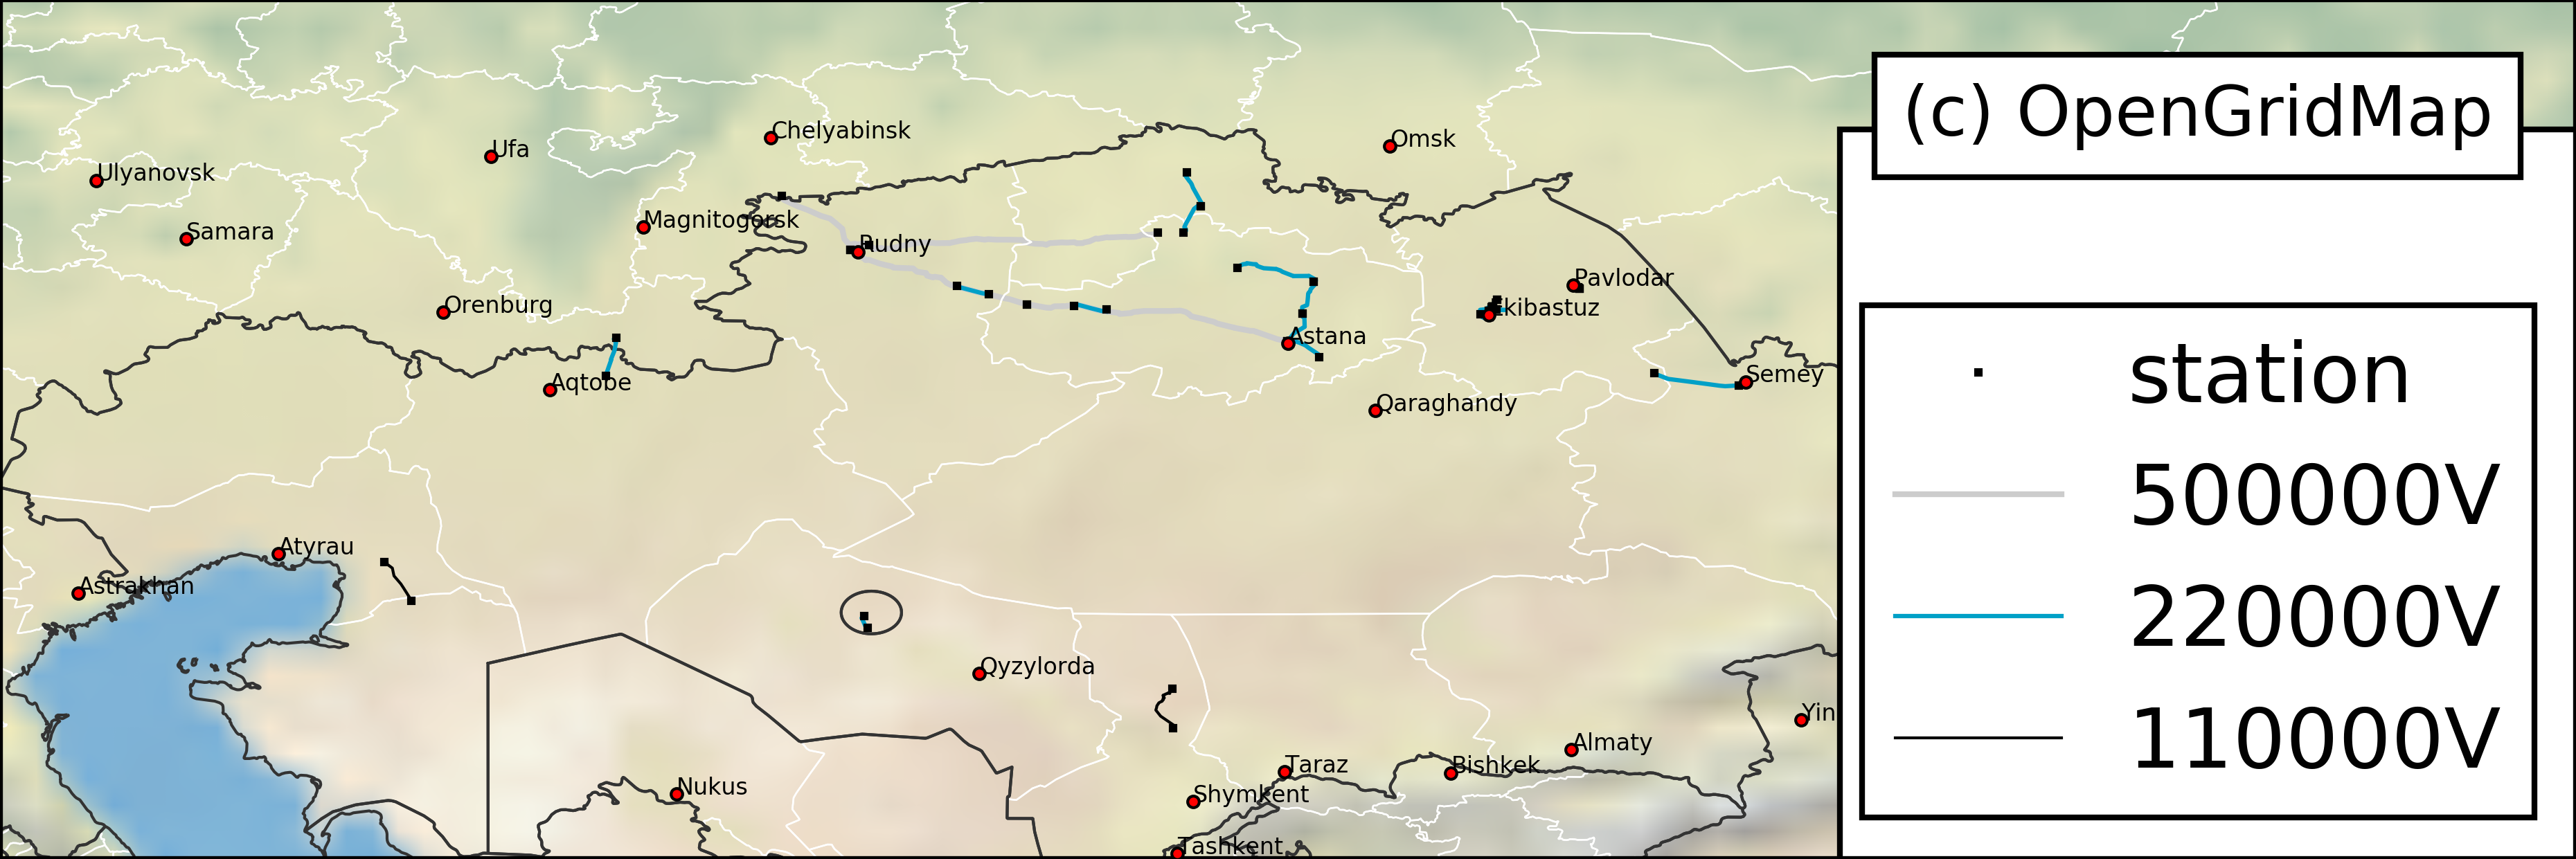 (c) OpenGridMap
Chelyabinsk
Omsk
Ufa
Ulyanovsk
Magnitogorsk
Samara
Rudny
Pavlodar
Orenburg
Ekibastuz
Astana
station
Aqtobe
Semey
Qaraghandy
500000V
Atyrau
Astrakhan
220000V
Qyzylorda
Yin
110000V
Almaty
Taraz
Bishkek
Nukus
Shymkent
Tashkent